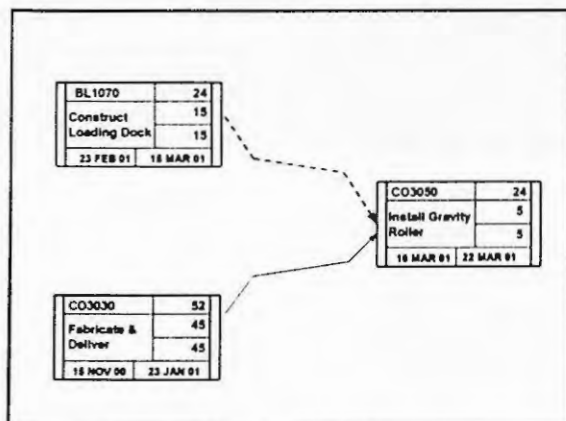 BL1070 24
Construct Loading Dock
15
15
23 FEB 01 15 MAR 01
CO3050 24
Install Gravity Roller
5
5
16 MAR 01 22 MAR 01
CO3030 52
Fabricate & Deliver
45
45
15 NOV 00 23 JAN 01